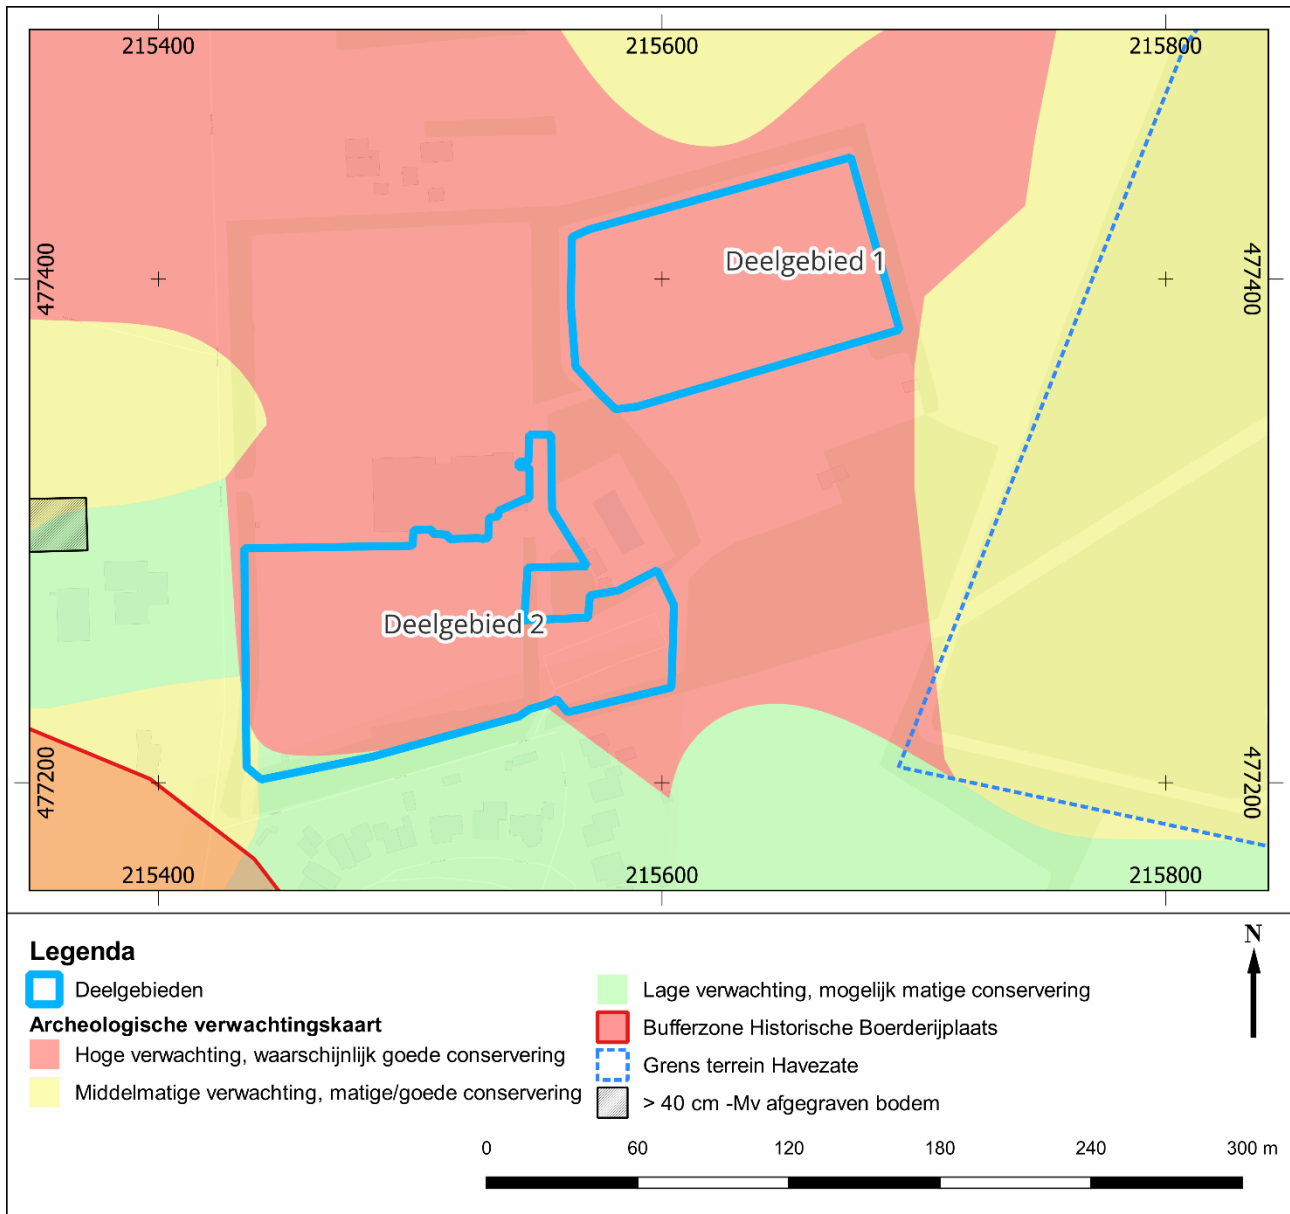 215400 215600 215800
477400 477400
Deelgebied 1
Deelgebied 2
477200 477200
215400 215600 215800
Legenda
Deelgebieden
Archeologische verwachtingskaart
Hoge verwachting, waarschijnlijk goede conservering
Middelmatige verwachting, matige/goede conservering
Lage verwachting, mogelijk matige conservering
Bufferzone Historische Boerderijplaats
Grens terrein Havezate
> 40 cm -Mv afgegraven bodem
N
0 60 120 180 240 300 m